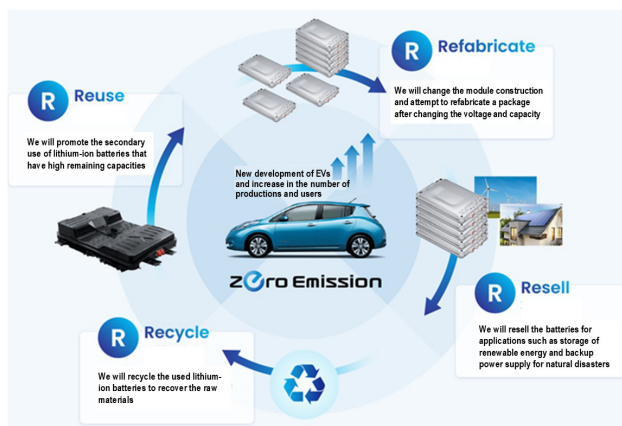 R Refabricate
We will change the module construction
and attempt to refabricate a package
after changing the voltage and capacity
R Reuse
We will promote the secondary
use of lithium-ion batteries that
have high remaining capacities
New development of EVs
and increase in the number of
productions and users
ZERO Emission
R Resell
We will resell the batteries for
applications such as storage of
renewable energy and backup
power supply for natural disasters
R Recycle
We will recycle the used lithium-
ion batteries to recover the raw
materials